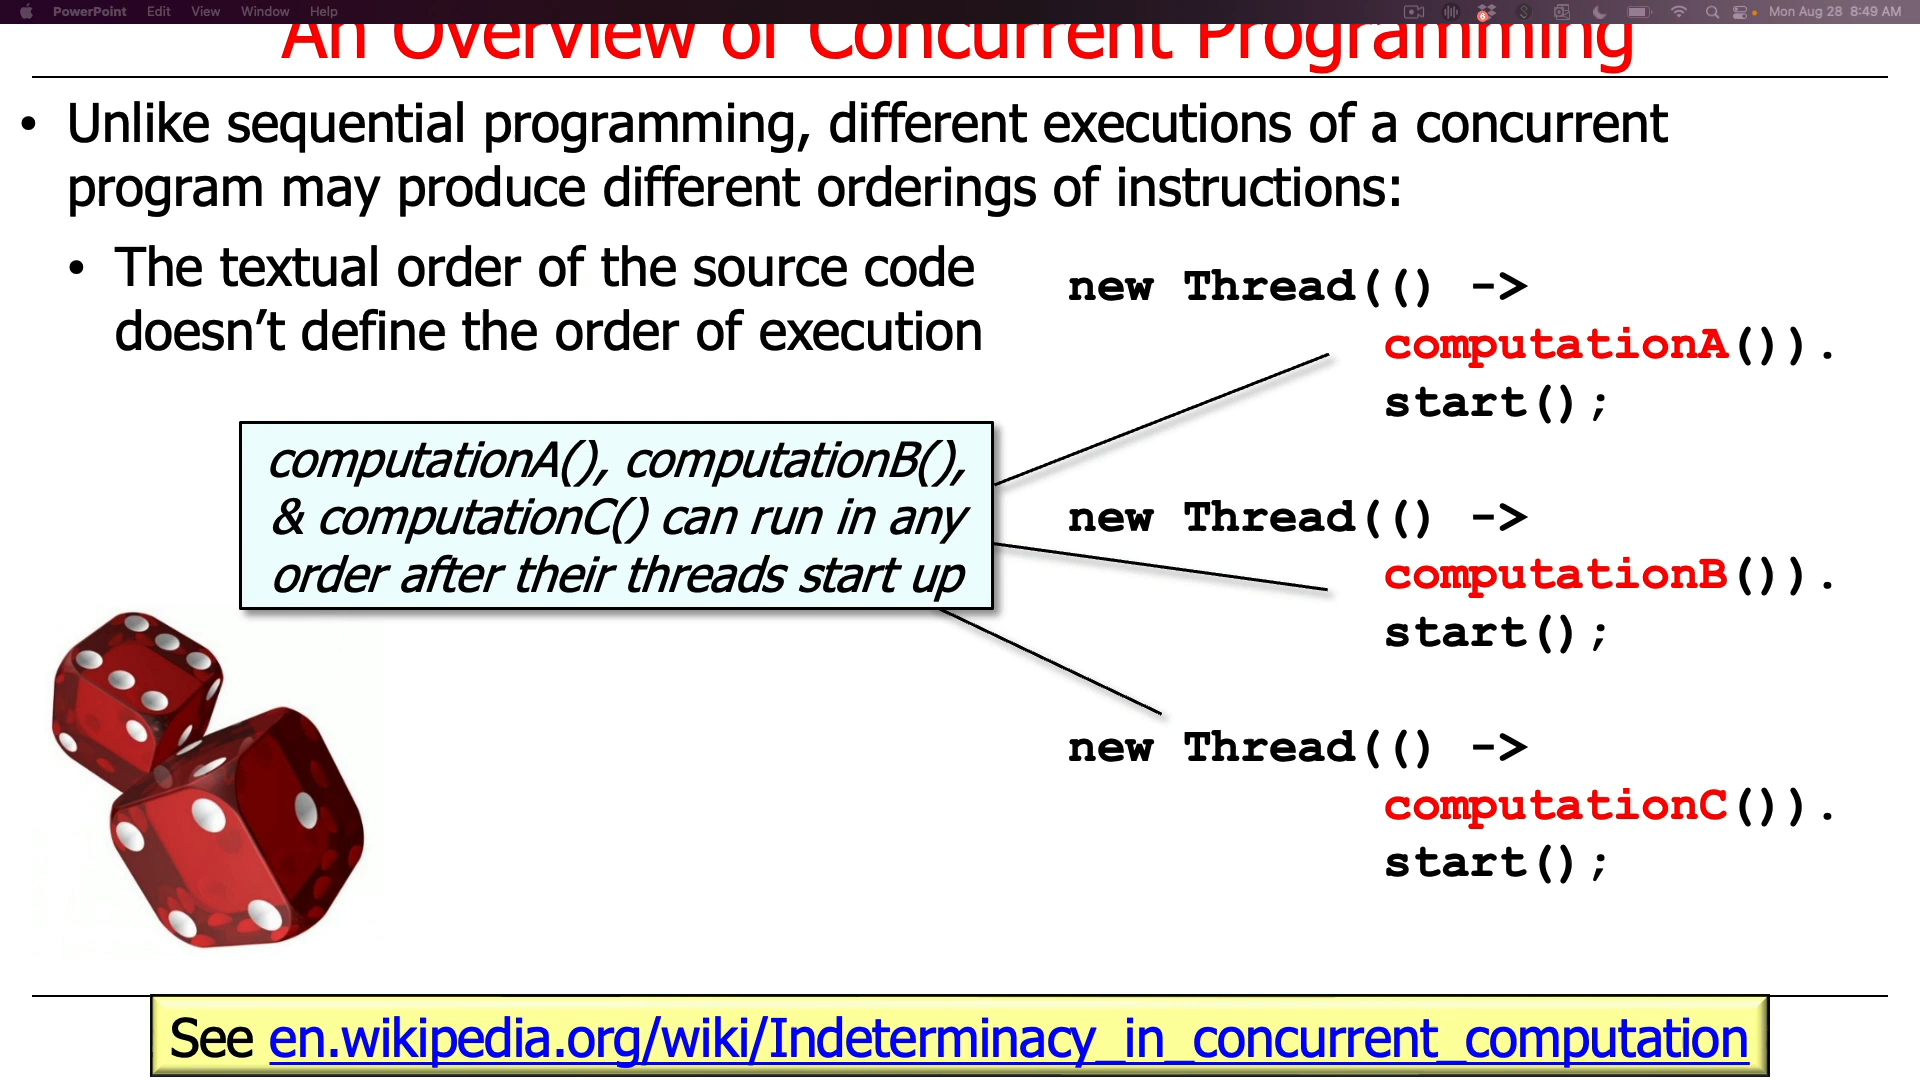 PowerPoint Edit View Window Help Mon Aug 28 8:49 AM
An Overview of Concurrent Programming
• Unlike sequential programming, different executions of a concurrent
program may produce different orderings of instructions:
• The textual order of the source code
doesn’t define the order of execution
computationA(), computationB(),
& computationC() can run in any
order after their threads start up
new Thread(() ->
computationA()).
start();
new Thread(() ->
computationB()).
start();
new Thread(() ->
computationC()).
start();
See en.wikipedia.org/wiki/Indeterminacy_in_concurrent_computation